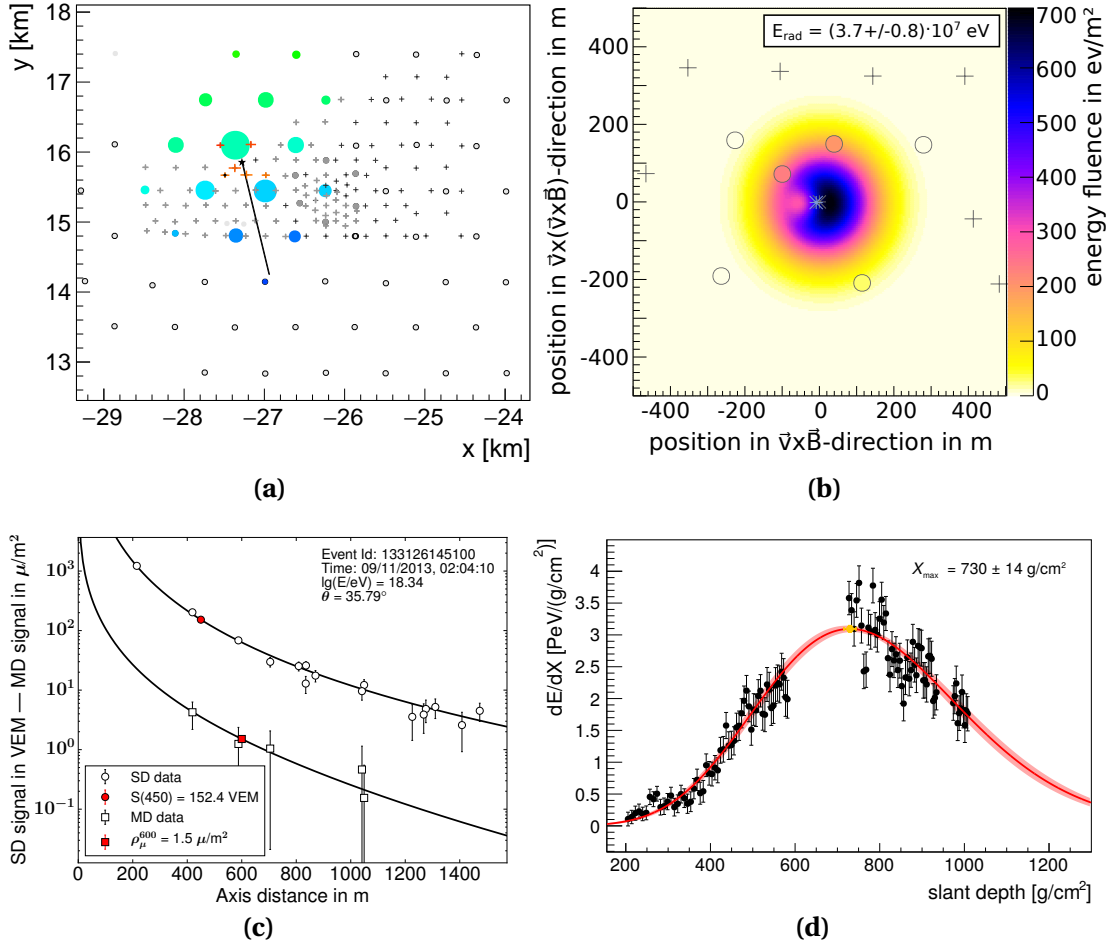 y [km]
18
17
16
15
14
13
−29
−28
−27
−26
−25
−24
x [km]
(a)
E_rad = (3.7+/-0.8)·10⁷ eV
position in v⃗x(v⃗xB⃗)-direction in m
400
200
0
-200
-400
-400
-200
0
200
400
position in v⃗xB⃗-direction in m
700
600
500
400
300
200
100
0
energy fluence in ev/m²
(b)
SD signal in VEM — MD signal in μ/m²
10³
10²
10¹
10⁰
10⁻¹
Event Id: 133126145100
Time: 09/11/2013, 02:04:10
lg(E/eV) = 18.34
θ = 35.79°
SD data
S(450) = 152.4 VEM
MD data
ρ_μ^600 = 1.5 μ/m²
0
200
400
600
800
1000
1200
1400
Axis distance in m
(c)
dE/dX [PeV/(g/cm²)]
4
3.5
3
2.5
2
1.5
1
0.5
0
X_max = 730 ± 14 g/cm²
200
400
600
800
1000
1200
slant depth [g/cm²]
(d)